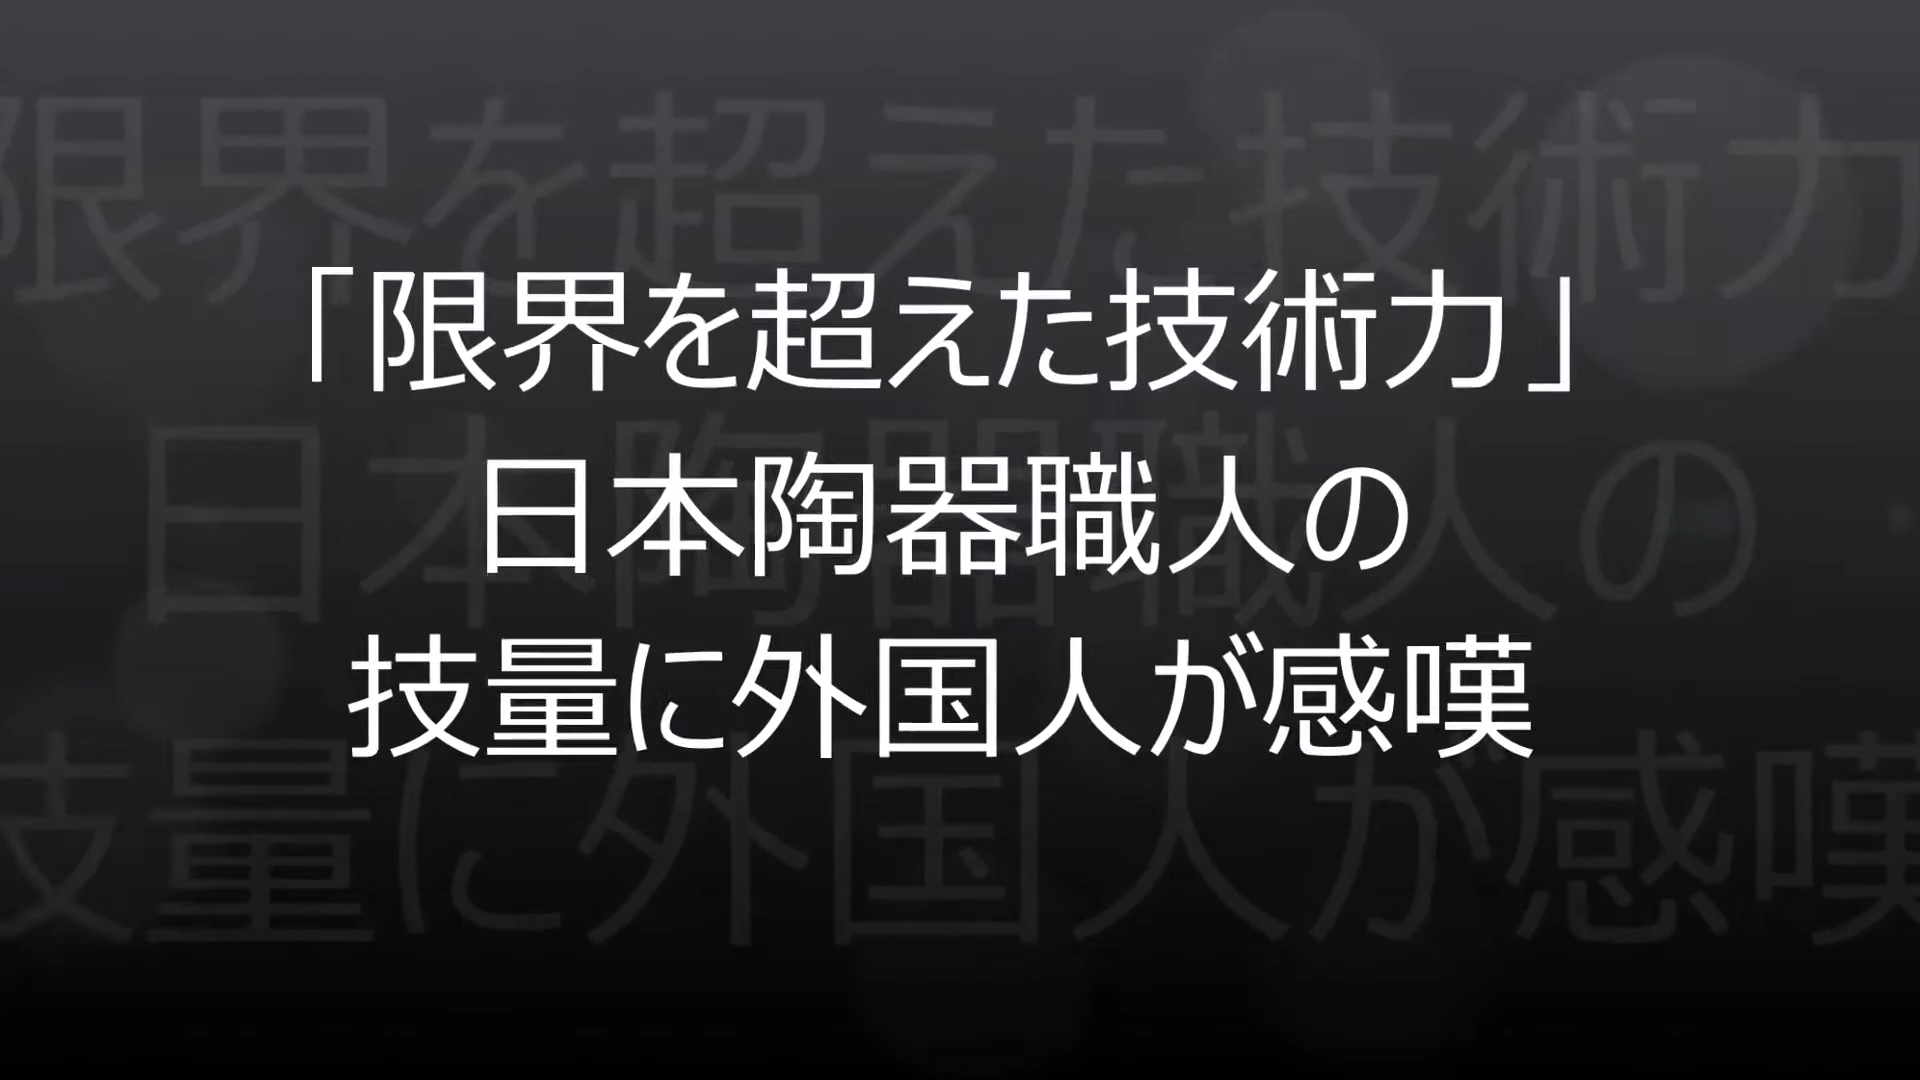 「限界を超えた技術力」
日本陶器職人の
技量に外国人が感嘆